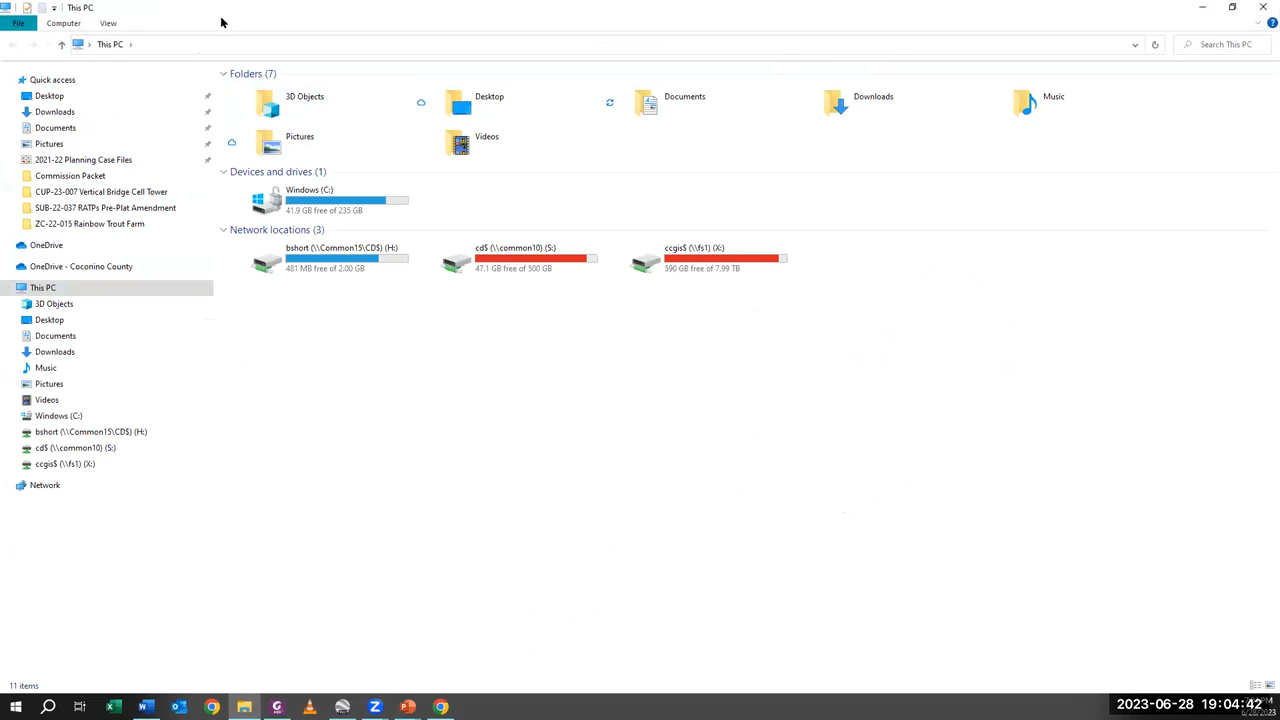 This PC
File Computer View
This PC
Search This PC
Quick access
Desktop
Downloads
Documents
Pictures
2021-22 Planning Case Files
Commission Packet
CUP-23-007 Vertical Bridge Cell Tower
SUB-22-037 RATPs Pre-Plat Amendment
ZC-22-015 Rainbow Trout Farm
OneDrive
OneDrive - Coconino County
This PC
3D Objects
Desktop
Documents
Downloads
Music
Pictures
Videos
Windows (C:)
bshort (\\Common15\CD$) (H:)
cd$ (\\common10) (S:)
ccgis$ (\\fs1) (X:)
Network
Folders (7)
3D Objects
Desktop
Documents
Downloads
Music
Pictures
Videos
Devices and drives (1)
Windows (C:)
41.9 GB free of 235 GB
Network locations (3)
bshort (\\Common15\CD$) (H:)
481 MB free of 2.00 GB
cd$ (\\common10) (S:)
47.1 GB free of 500 GB
ccgis$ (\\fs1) (X:)
590 GB free of 7.99 TB
11 items
2023-06-28 19:04:42